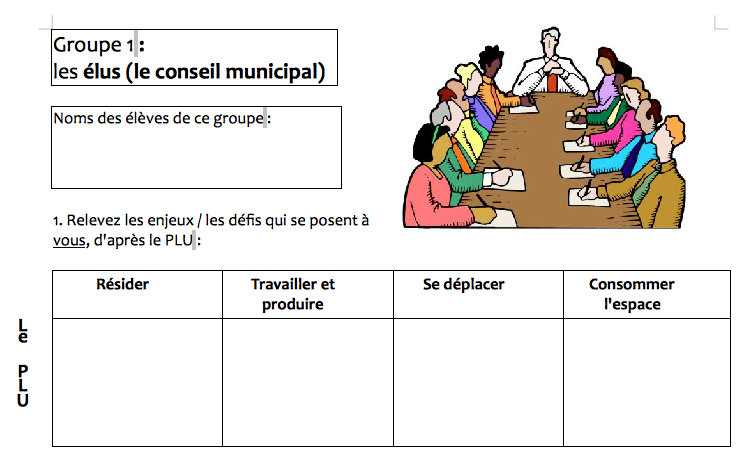 Groupe 1 :
les élus (le conseil municipal)
Noms des élèves de ce groupe :
1. Relevez les enjeux / les défis qui se posent à
vous, d'après le PLU :
Résider
Travailler et
produire
Se déplacer
Consommer
l'espace
Le PLU